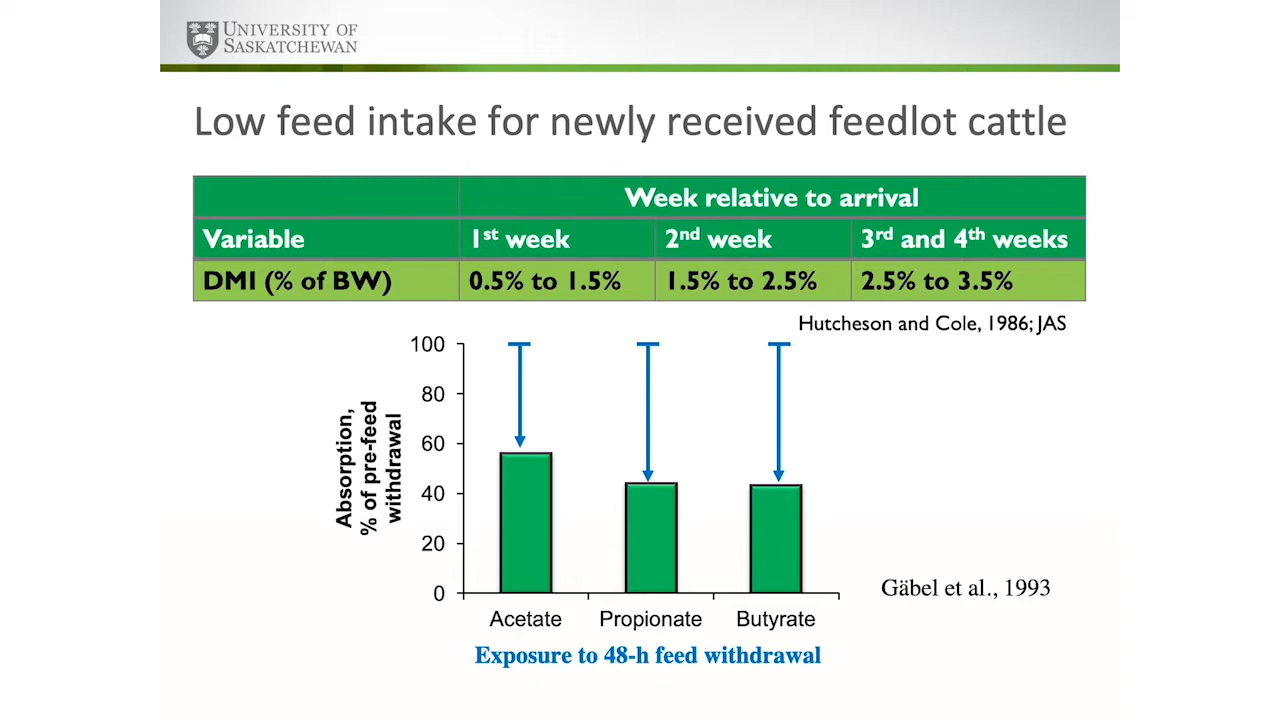 UNIVERSITY OF
SASKATCHEWAN
Low feed intake for newly received feedlot cattle
Week relative to arrival
Variable 1st week 2nd week 3rd and 4th weeks
DMI (% of BW) 0.5% to 1.5% 1.5% to 2.5% 2.5% to 3.5%
Hutcheson and Cole, 1986; JAS
Absorption,
% of pre-feed
withdrawal
100
80
60
40
20
0
Acetate Propionate Butyrate
Gäbel et al., 1993
Exposure to 48-h feed withdrawal